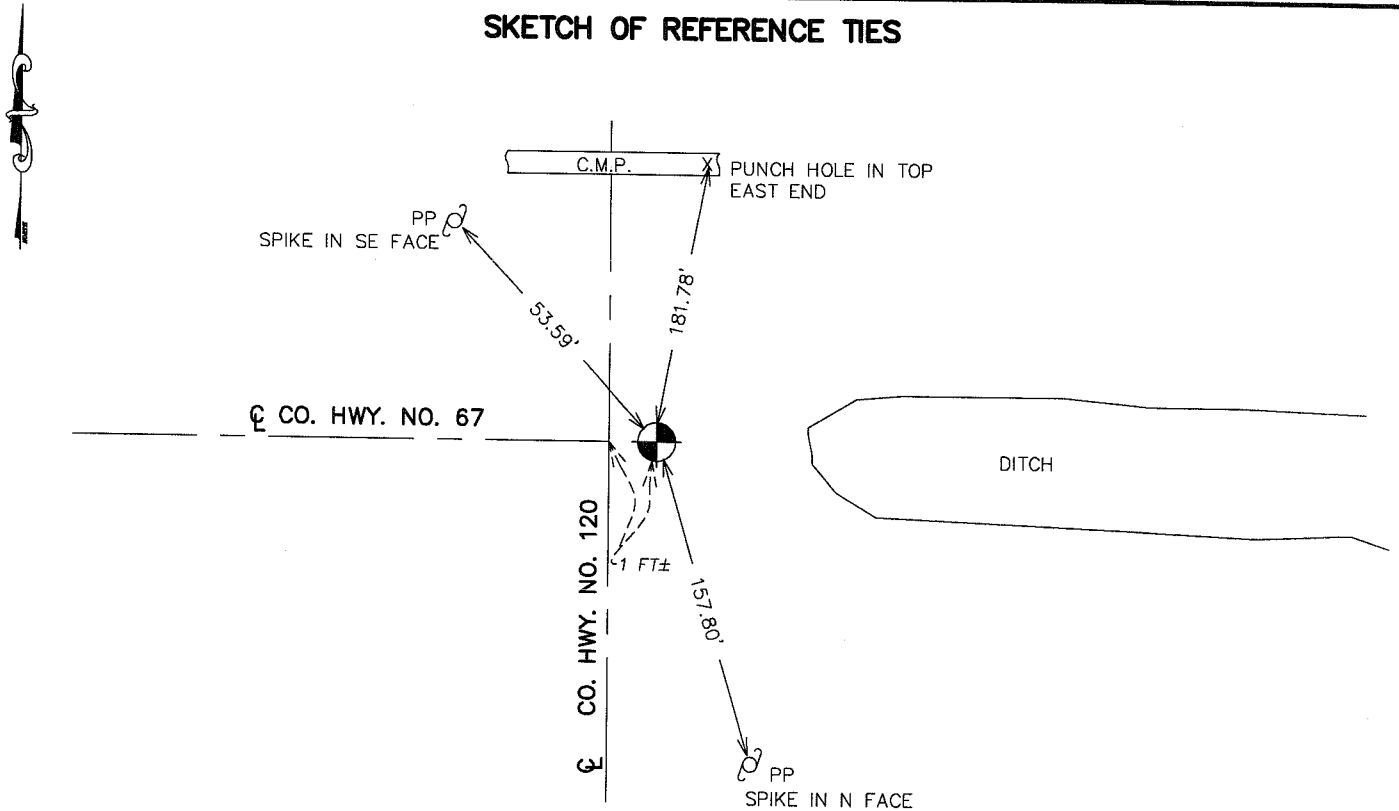 SKETCH OF REFERENCE TIES
C.M.P.
X PUNCH HOLE IN TOP
EAST END
PP
SPIKE IN SE FACE
53.59'
181.78'
℄ CO. HWY. NO. 67
DITCH
℄ CO. HWY. NO. 120
1 FT±
157.80'
PP
SPIKE IN N FACE